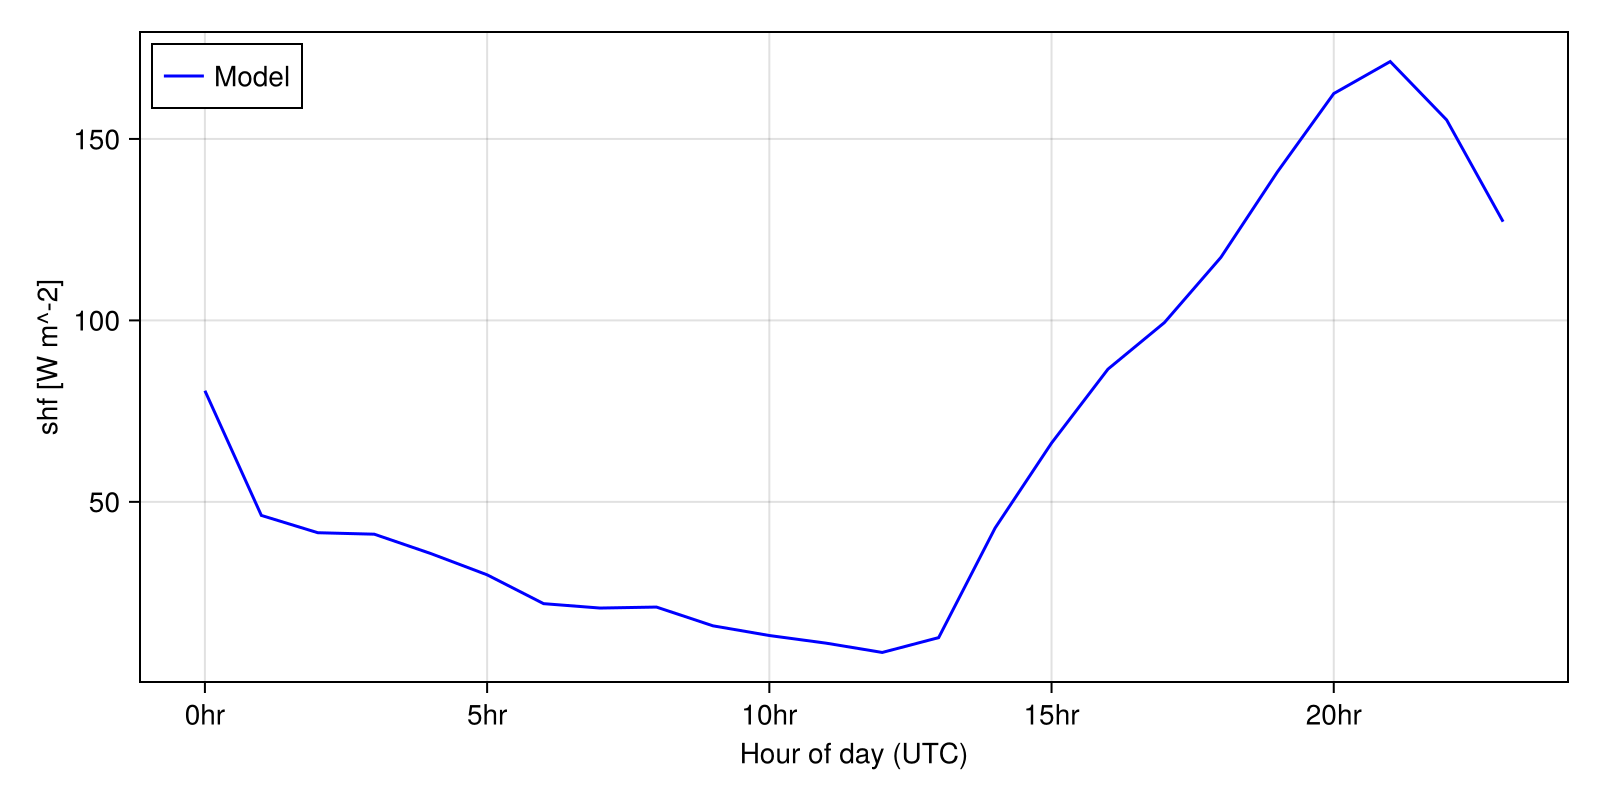 Model
150
100
50
shf [W m^-2]
0hr
5hr
10hr
15hr
20hr
Hour of day (UTC)